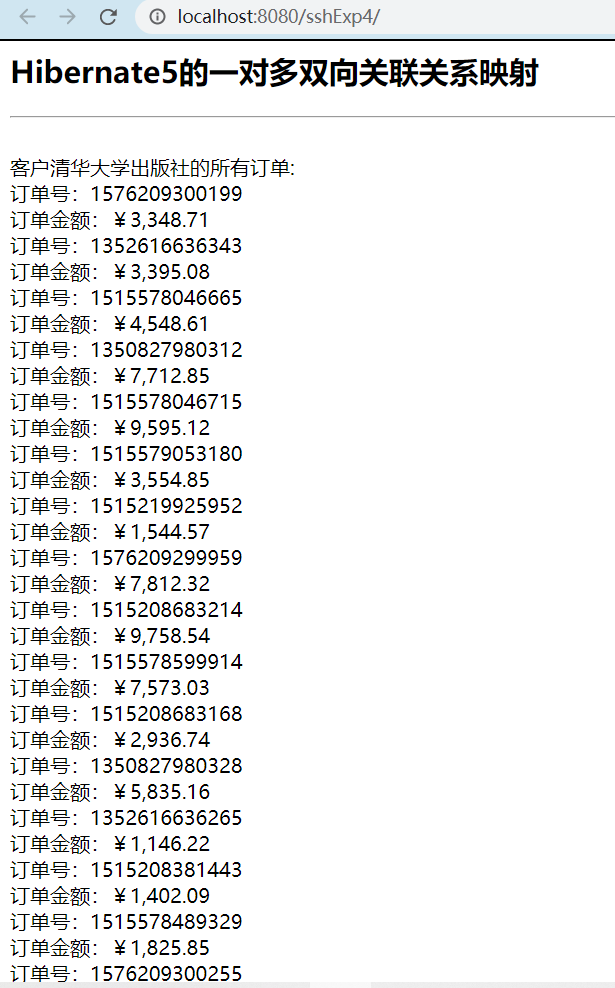 localhost:8080/sshExp4/
Hibernate5的一对多双向关联关系映射
客户清华大学出版社的所有订单:
订单号：1576209300199
订单金额：￥3,348.71
订单号：1352616636343
订单金额：￥3,395.08
订单号：1515578046665
订单金额：￥4,548.61
订单号：1350827980312
订单金额：￥7,712.85
订单号：1515578046715
订单金额：￥9,595.12
订单号：1515579053180
订单金额：￥3,554.85
订单号：1515219925952
订单金额：￥1,544.57
订单号：1576209299959
订单金额：￥7,812.32
订单号：1515208683214
订单金额：￥9,758.54
订单号：1515578599914
订单金额：￥7,573.03
订单号：1515208683168
订单金额：￥2,936.74
订单号：1350827980328
订单金额：￥5,835.16
订单号：1352616636265
订单金额：￥1,146.22
订单号：1515208381443
订单金额：￥1,402.09
订单号：1515578489329
订单金额：￥1,825.85
订单号：1576209300255